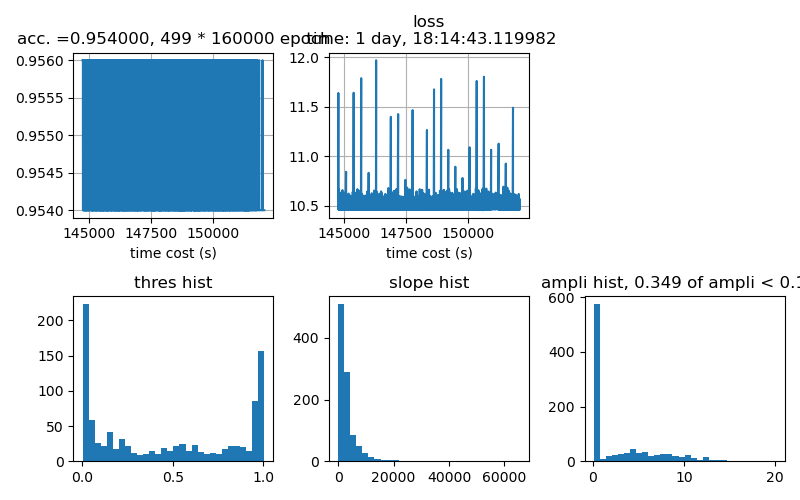 loss
acc. =0.954000, 499 * 160000 epoch
time: 1 day, 18:14:43.119982
0.9560
0.9555
0.9550
0.9545
0.9540
145000 147500 150000
time cost (s)
12.0
11.5
11.0
10.5
145000 147500 150000
time cost (s)
thres hist
200
150
100
50
0
0.0 0.5 1.0
slope hist
400
200
0
0 20000 40000 60000
ampli hist, 0.349 of ampli < 0.1
600
400
200
0
0 10 20